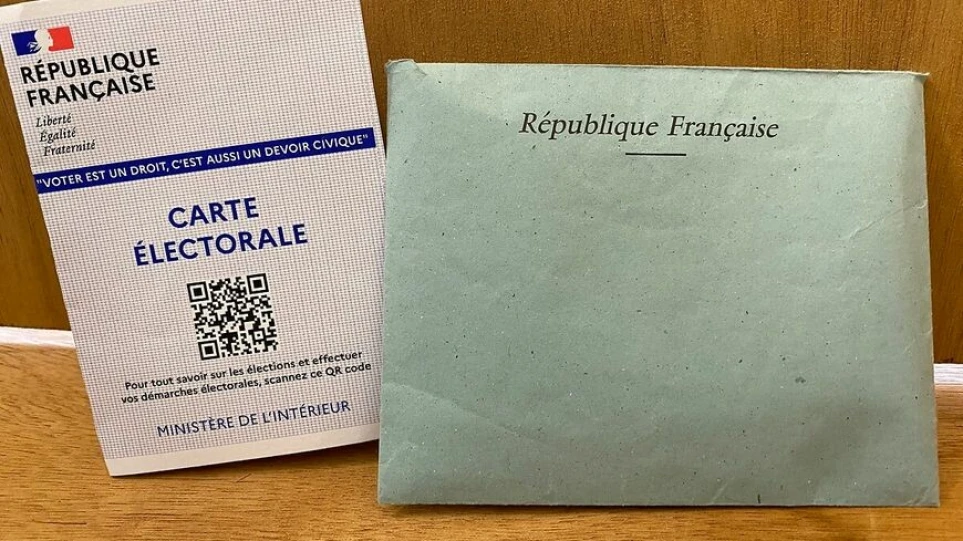 RÉPUBLIQUE
FRANÇAISE
Liberté
Égalité
Fraternité
"VOTER EST UN DROIT, C'EST AUSSI UN DEVOIR CIVIQUE"
CARTE
ÉLECTORALE
Pour tout savoir sur les élections et effectuer
vos démarches électorales, scannez ce QR code
MINISTÈRE DE L'INTÉRIEUR
République Française